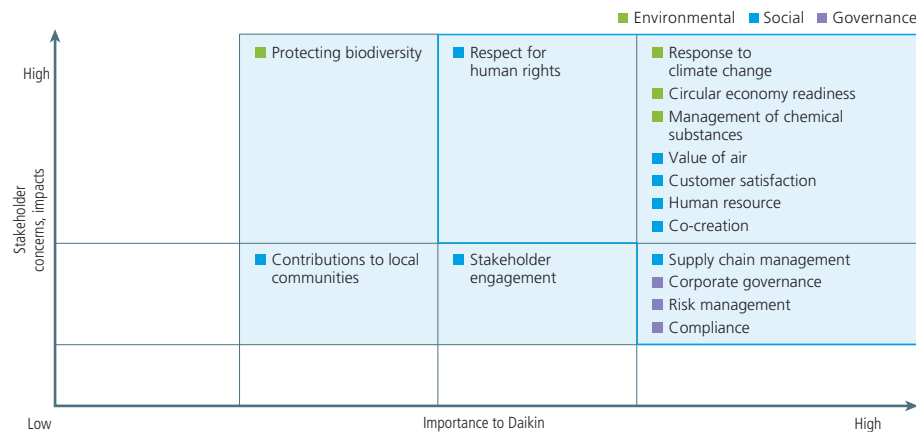 Environmental Social Governance
High
Stakeholder
concerns, impacts
Protecting biodiversity
Respect for
human rights
Response to
climate change
Circular economy readiness
Management of chemical
substances
Value of air
Customer satisfaction
Human resource
Co-creation
Contributions to local
communities
Stakeholder
engagement
Supply chain management
Corporate governance
Risk management
Compliance
Low
Importance to Daikin
High